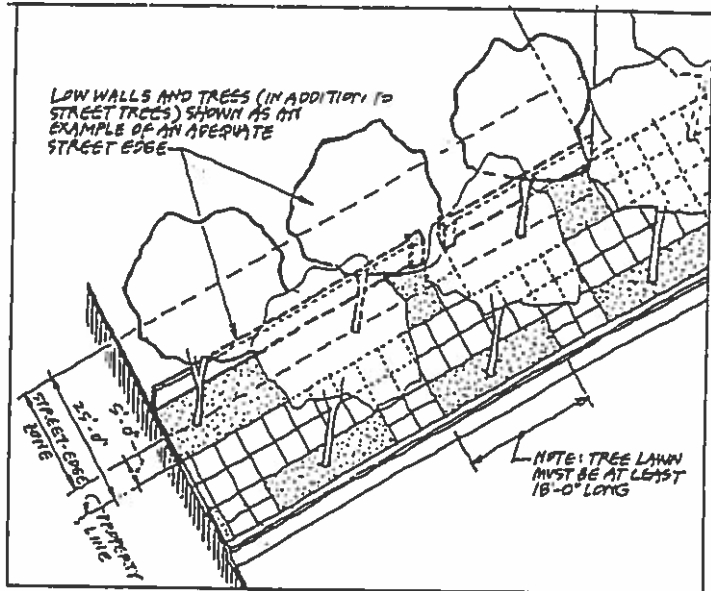 LOW WALLS AND TREES (IN ADDITION TO
STREET TREES) SHOWN AS AN
EXAMPLE OF AN ADEQUATE
STREET EDGE
25'-0"
5'-0"
STREET-EDGE
ZONE
PROPERTY
LINE
NOTE: TREE LAWN
MUST BE AT LEAST
18'-0" LONG